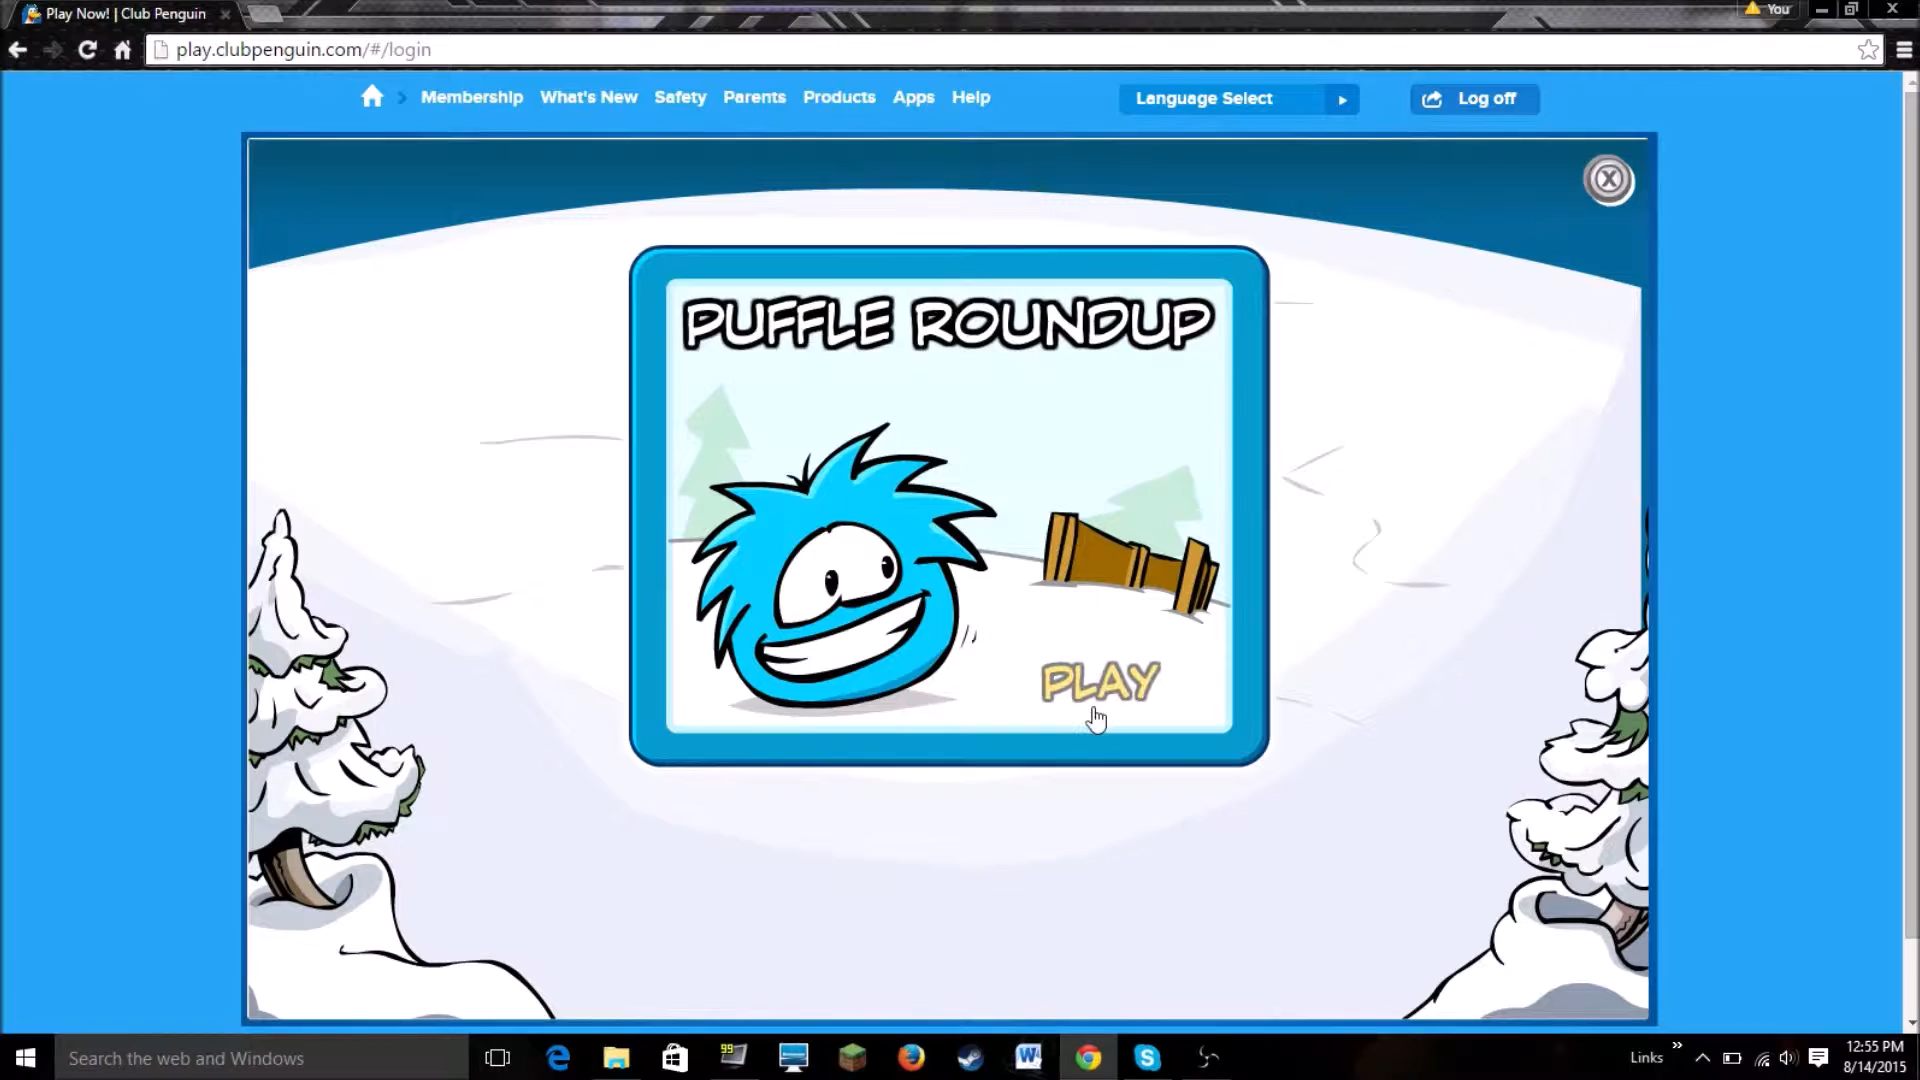 Play Now! | Club Penguin
You
play.clubpenguin.com/#/login
Membership What's New Safety Parents Products Apps Help
Language Select
Log off
PUFFLE ROUNDUP
PLAY
Search the web and Windows
99
Links
12:55 PM
8/14/2015